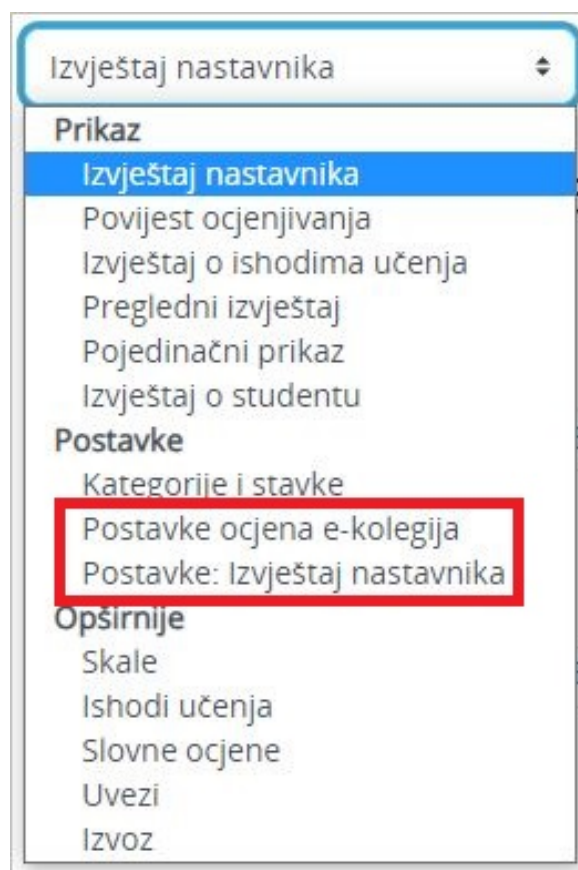 Izvještaj nastavnika
Prikaz
Izvještaj nastavnika
Povijest ocjenjivanja
Izvještaj o ishodima učenja
Pregledni izvještaj
Pojedinačni prikaz
Izvještaj o studentu
Postavke
Kategorije i stavke
Postavke ocjena e-kolegija
Postavke: Izvještaj nastavnika
Opširnije
Skale
Ishodi učenja
Slovne ocjene
Uvezi
Izvoz